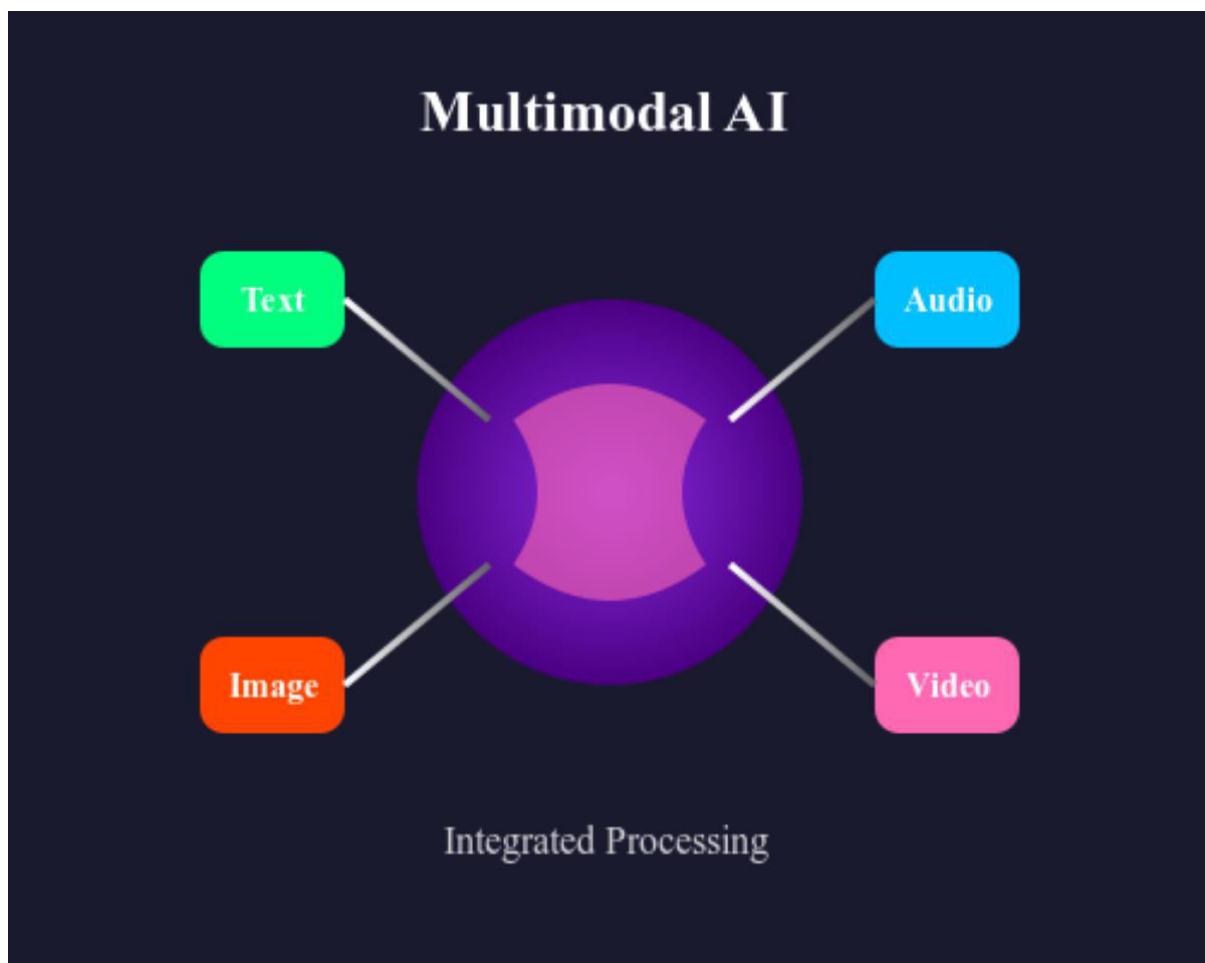 Multimodal AI
Text
Audio
Image
Video
Integrated Processing